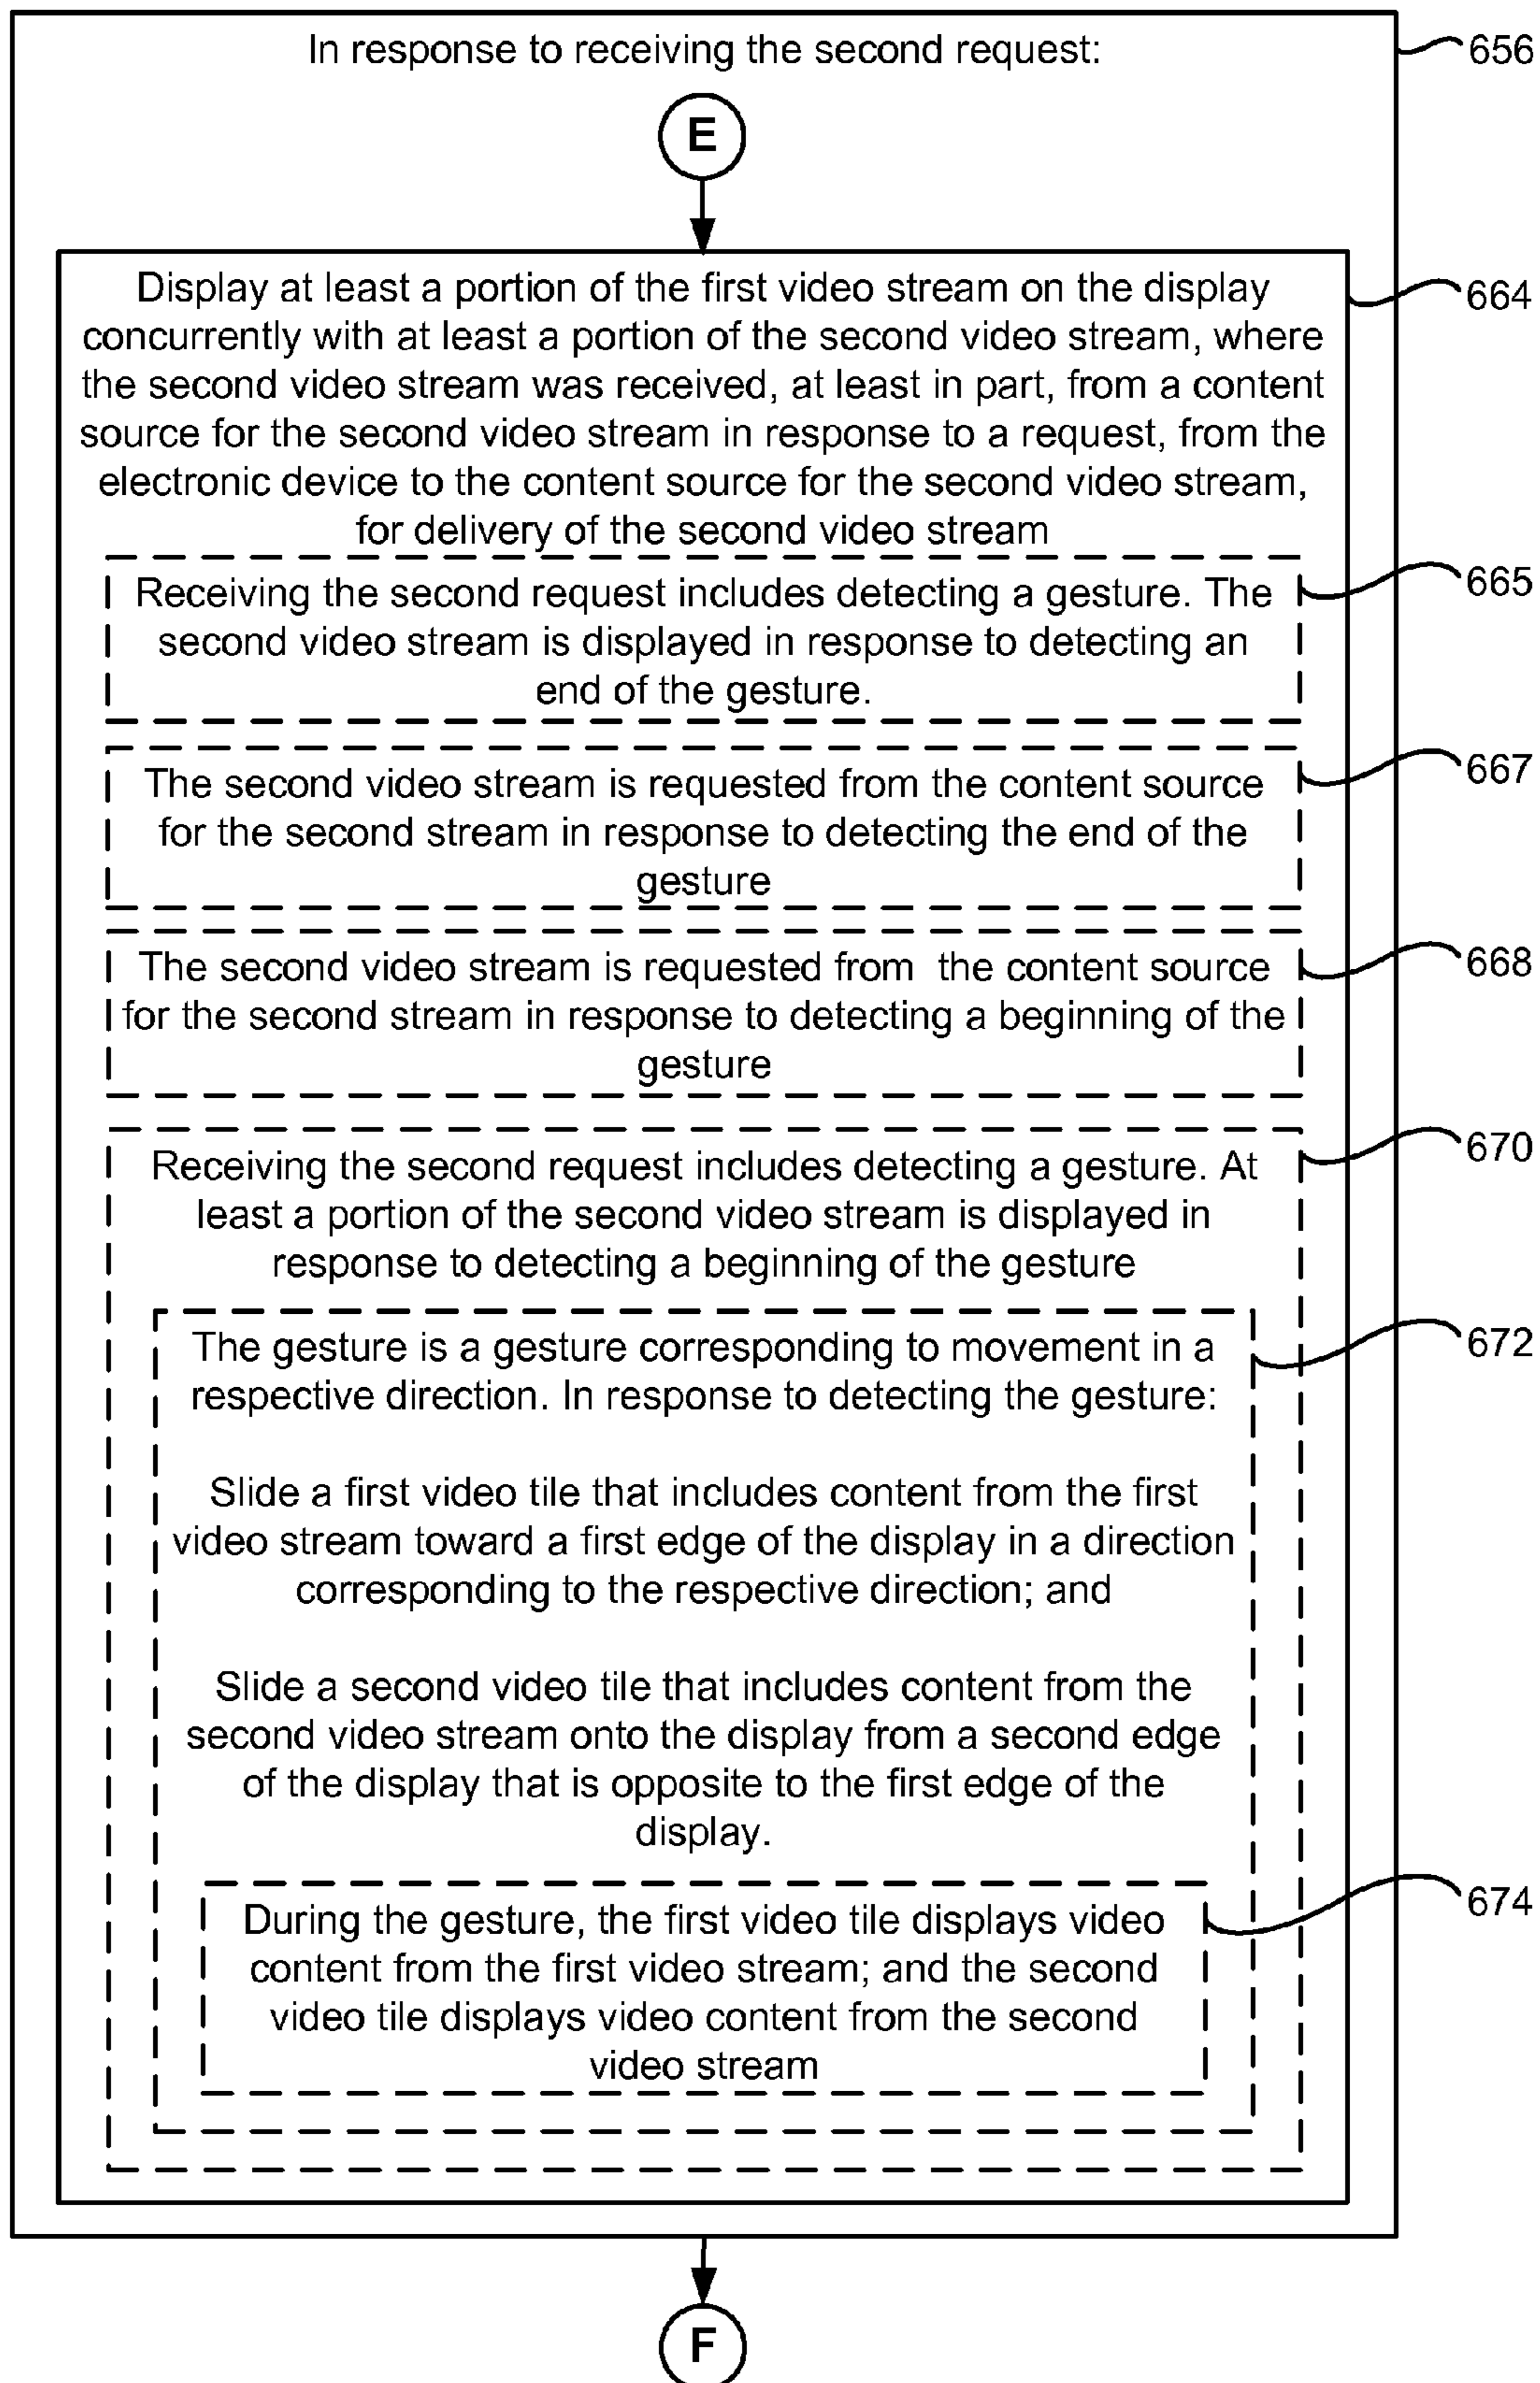 In response to receiving the second request:
656
E
Display at least a portion of the first video stream on the display
664
concurrently with at least a portion of the second video stream, where
the second video stream was received, at least in part, from a content
source for the second video stream in response to a request, from the
electronic device to the content source for the second video stream,
for delivery of the second video stream
Receiving the second request includes detecting a gesture. The
665
second video stream is displayed in response to detecting an
end of the gesture.
The second video stream is requested from the content source
667
for the second stream in response to detecting the end of the
gesture
The second video stream is requested from the content source
668
for the second stream in response to detecting a beginning of the
gesture
Receiving the second request includes detecting a gesture. At
670
least a portion of the second video stream is displayed in
response to detecting a beginning of the gesture
The gesture is a gesture corresponding to movement in a
672
respective direction. In response to detecting the gesture:
Slide a first video tile that includes content from the first
video stream toward a first edge of the display in a direction
corresponding to the respective direction; and
Slide a second video tile that includes content from the
second video stream onto the display from a second edge
of the display that is opposite to the first edge of the
display.
During the gesture, the first video tile displays video
674
content from the first video stream; and the second
video tile displays video content from the second
video stream
F